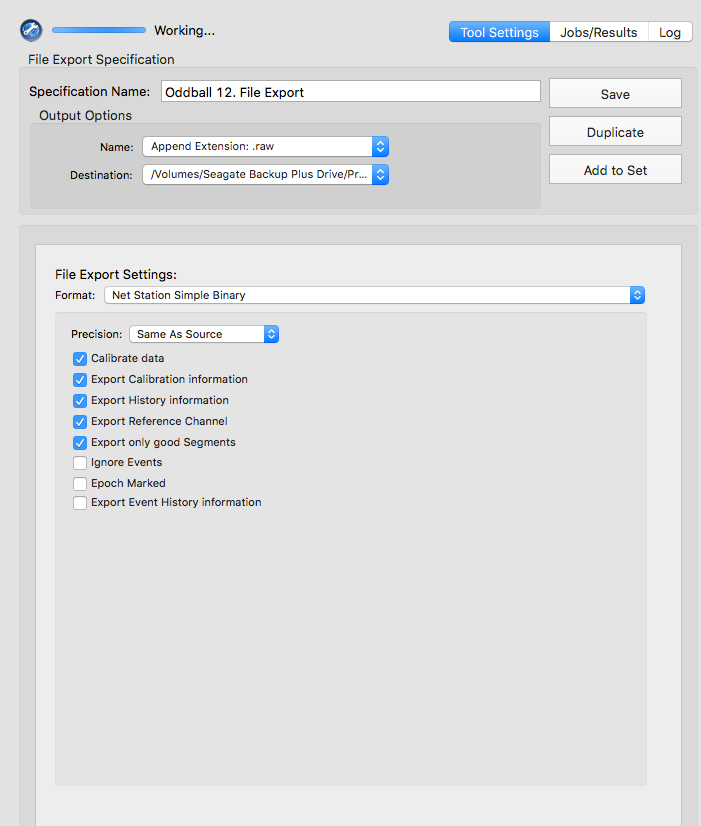 Working...
Tool Settings Jobs/Results Log
File Export Specification
Specification Name: Oddball 12. File Export
Save
Output Options
Duplicate
Name: Append Extension: .raw
Add to Set
Destination: /Volumes/Seagate Backup Plus Drive/Pr...
File Export Settings:
Format: Net Station Simple Binary
Precision: Same As Source
Calibrate data
Export Calibration information
Export History information
Export Reference Channel
Export only good Segments
Ignore Events
Epoch Marked
Export Event History information